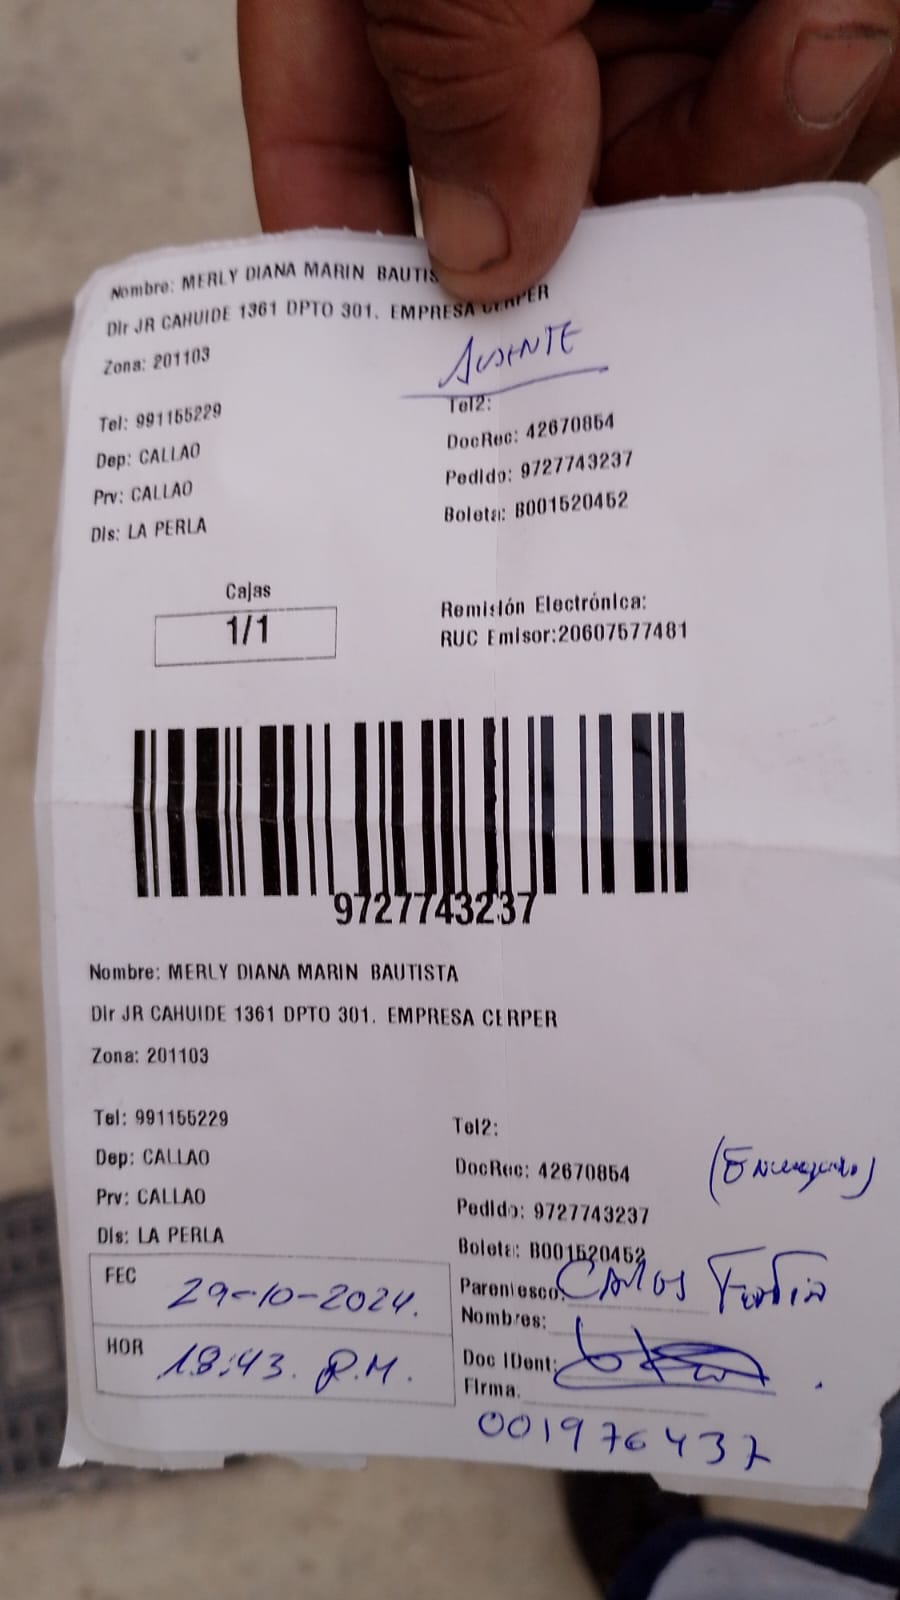 Nombre: MERLY DIANA MARIN BAUTIS
Dir JR CAHUIDE 1361 DPTO 301. EMPRESA CERPER
Zona: 201103
AUSENTE
Tel: 991155229
Tel2:
Dep: CALLAO
DocRec: 42670854
Prv: CALLAO
Pedido: 9727743237
Dis: LA PERLA
Boleta: B001520452
Cajas
1/1
Remisión Electrónica:
RUC Emisor:20607577481
9727743237
Nombre: MERLY DIANA MARIN BAUTISTA
Dir JR CAHUIDE 1361 DPTO 301. EMPRESA CERPER
Zona: 201103
Tel: 991155229
Tel2:
Dep: CALLAO
DocRec: 42670854
(Encargado)
Prv: CALLAO
Pedido: 9727743237
Dis: LA PERLA
Boleta: B001520452
FEC 29-10-2024.
Parentesco: Carlos
Nombres:
HOR 18:43. P.M.
Doc IDent:
Firma.
001976437